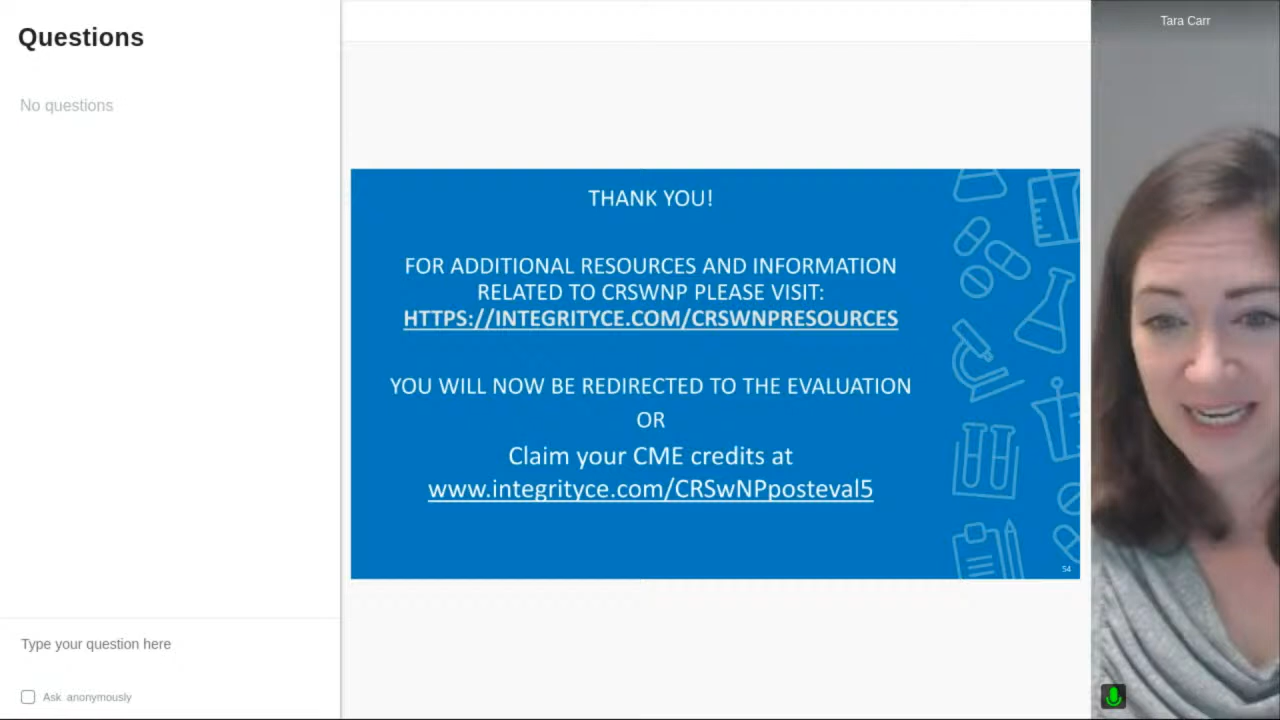 Questions
No questions
Type your question here
Ask anonymously
THANK YOU!
FOR ADDITIONAL RESOURCES AND INFORMATION
RELATED TO CRSWNP PLEASE VISIT:
HTTPS://INTEGRITYCE.COM/CRSWNPRESOURCES
YOU WILL NOW BE REDIRECTED TO THE EVALUATION
OR
Claim your CME credits at
www.integrityce.com/CRSwNPposteval5
54
Tara Carr